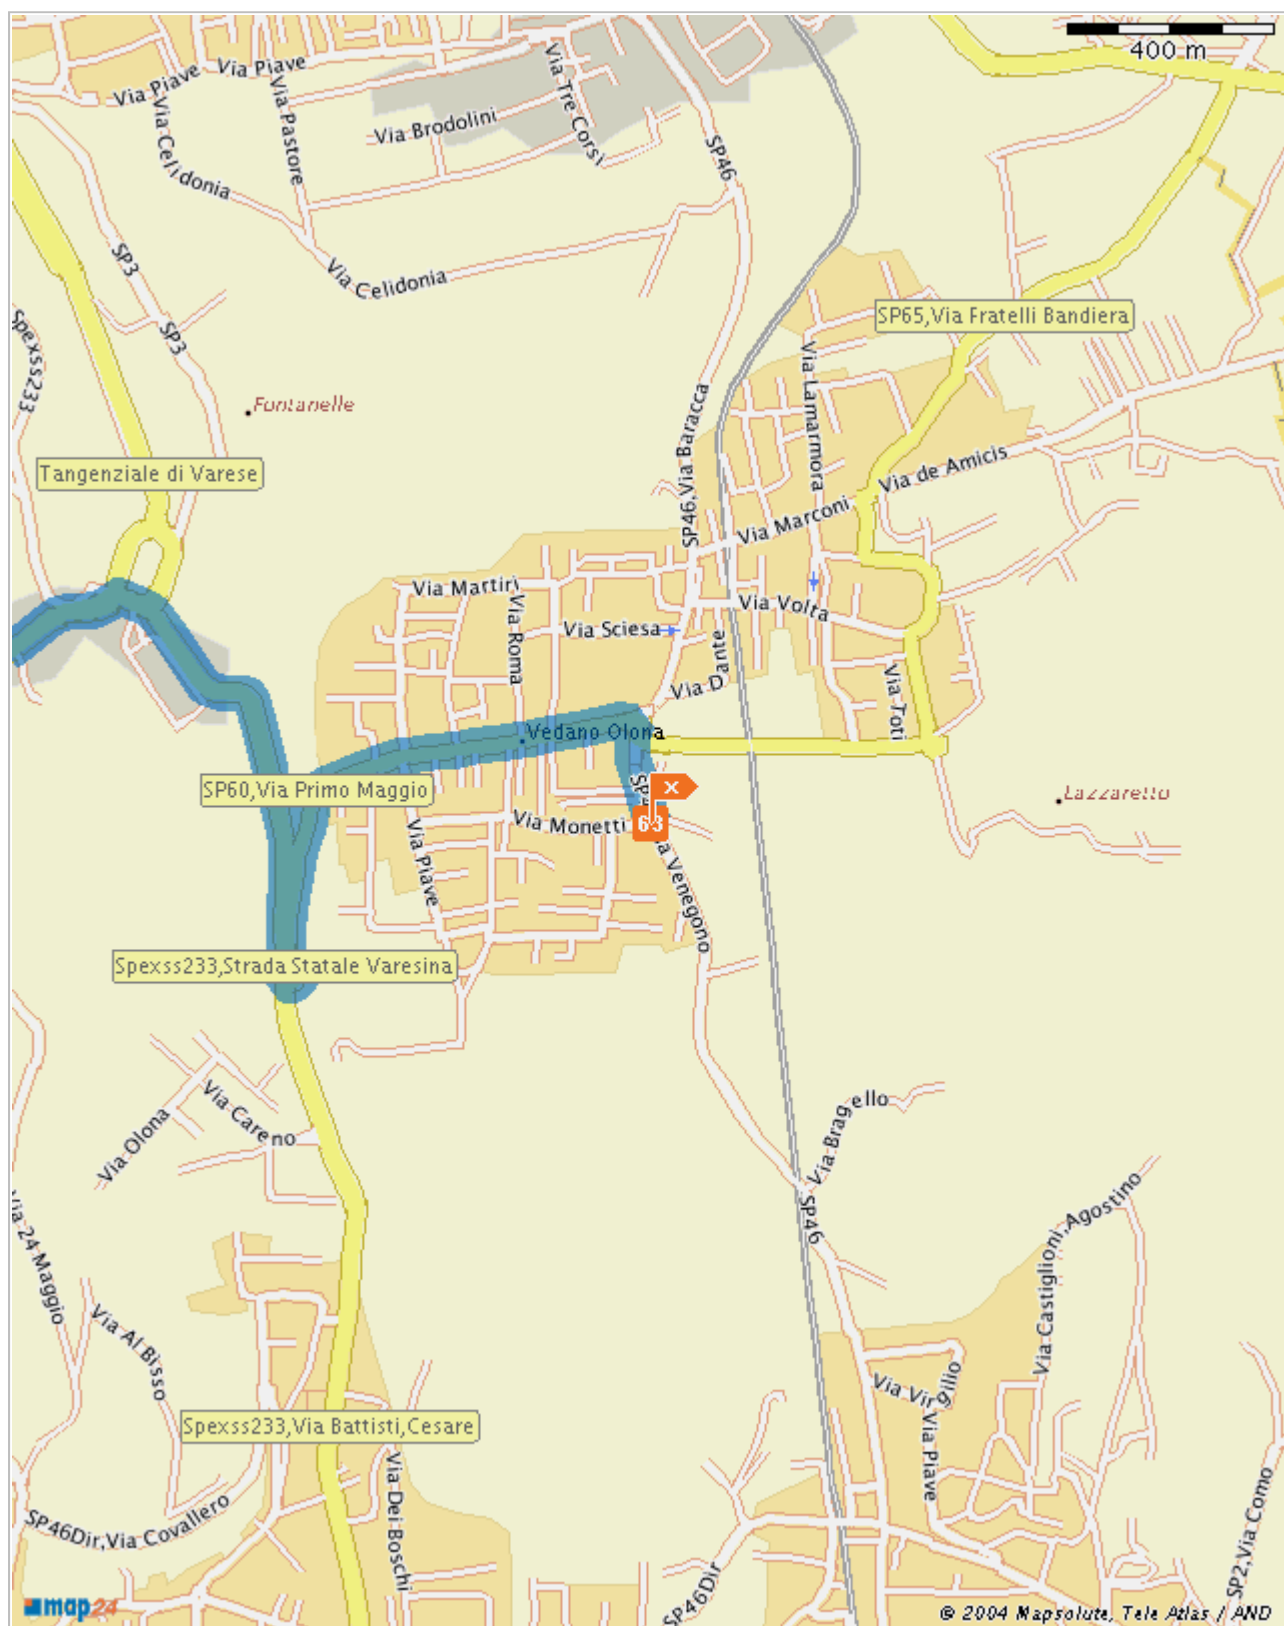 400 m
Via Piave
Via Piave
Via Tre Corsi
Via Pastore
Via Brodolini
Via Celidonia
SP46
SP3
Via Celidonia
SP3
Spexss233
SP65,Via Fratelli Bandiera
Via Lamarmora
Fontanelle
SP46,Via Baracca
Tangenziale di Varese
Via de Amicis
Via Marconi
Via Martiri
Via Roma
Via Volta
Via Sciesa
Via Dante
Via Toti
Vedano Olona
SP60,Via Primo Maggio
X
Lazzaretto
63
Via Monetti
Via Piave
Via Venegono
Spexss233,Strada Statale Varesina
Via Olona
Via Careno
Via Bragello
Via 24 Maggio
SP46
Via Castiglioni,Agostino
Via Al Bisso
Via Virgilio
Via Piave
Spexss233,Via Battisti,Cesare
Via Dei Boschi
SP46Dir,Via Covallero
SP46Dir
SP2,Via Como
map24
© 2004 Mapsolute, Tele Atlas / AND